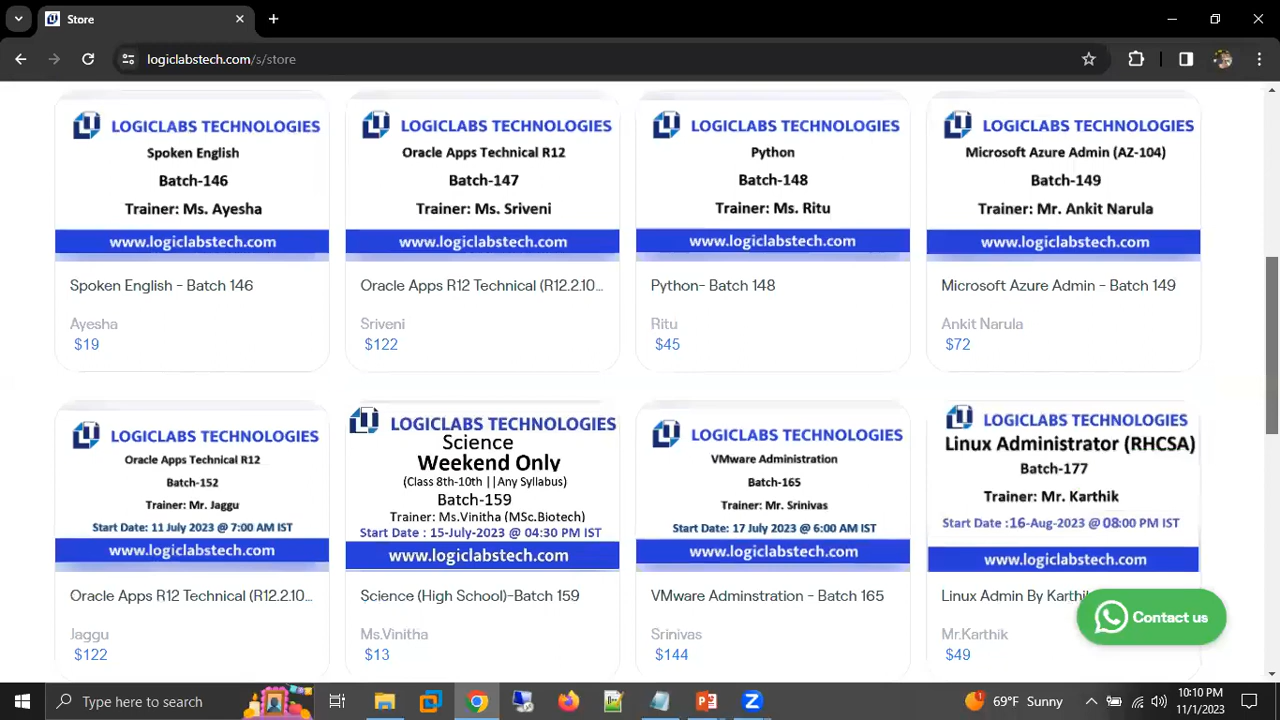 Store
logiclabstech.com/s/store
LOGICLABS TECHNOLOGIES
Spoken English
Batch-146
Trainer: Ms. Ayesha
www.logiclabstech.com
Spoken English - Batch 146
Ayesha
$19
LOGICLABS TECHNOLOGIES
Oracle Apps Technical R12
Batch-147
Trainer: Ms. Sriveni
www.logiclabstech.com
Oracle Apps R12 Technical (R12.2.10...
Sriveni
$122
LOGICLABS TECHNOLOGIES
Python
Batch-148
Trainer: Ms. Ritu
www.logiclabstech.com
Python- Batch 148
Ritu
$45
LOGICLABS TECHNOLOGIES
Microsoft Azure Admin (AZ-104)
Batch-149
Trainer: Mr. Ankit Narula
www.logiclabstech.com
Microsoft Azure Admin - Batch 149
Ankit Narula
$72
LOGICLABS TECHNOLOGIES
Oracle Apps Technical R12
Batch-152
Trainer: Mr. Jaggu
Start Date: 11 July 2023 @ 7:00 AM IST
www.logiclabstech.com
Oracle Apps R12 Technical (R12.2.10...
Jaggu
$122
LOGICLABS TECHNOLOGIES
Science
Weekend Only
(Class 8th-10th ||Any Syllabus)
Batch-159
Trainer: Ms.Vinitha (MSc.Biotech)
Start Date : 15-July-2023 @ 04:30 PM IST
www.logiclabstech.com
Science (High School)-Batch 159
Ms.Vinitha
$13
LOGICLABS TECHNOLOGIES
VMware Administration
Batch-165
Trainer: Mr. Srinivas
Start Date: 17 July 2023 @ 6:00 AM IST
www.logiclabstech.com
VMware Adminstration - Batch 165
Srinivas
$144
LOGICLABS TECHNOLOGIES
Linux Administrator (RHCSA)
Batch-177
Trainer: Mr. Karthik
Start Date :16-Aug-2023 @ 08:00 PM IST
www.logiclabstech.com
Linux Admin By Karthi
Mr.Karthik
$49
Contact us
Type here to search
69°F Sunny
10:10 PM
11/1/2023